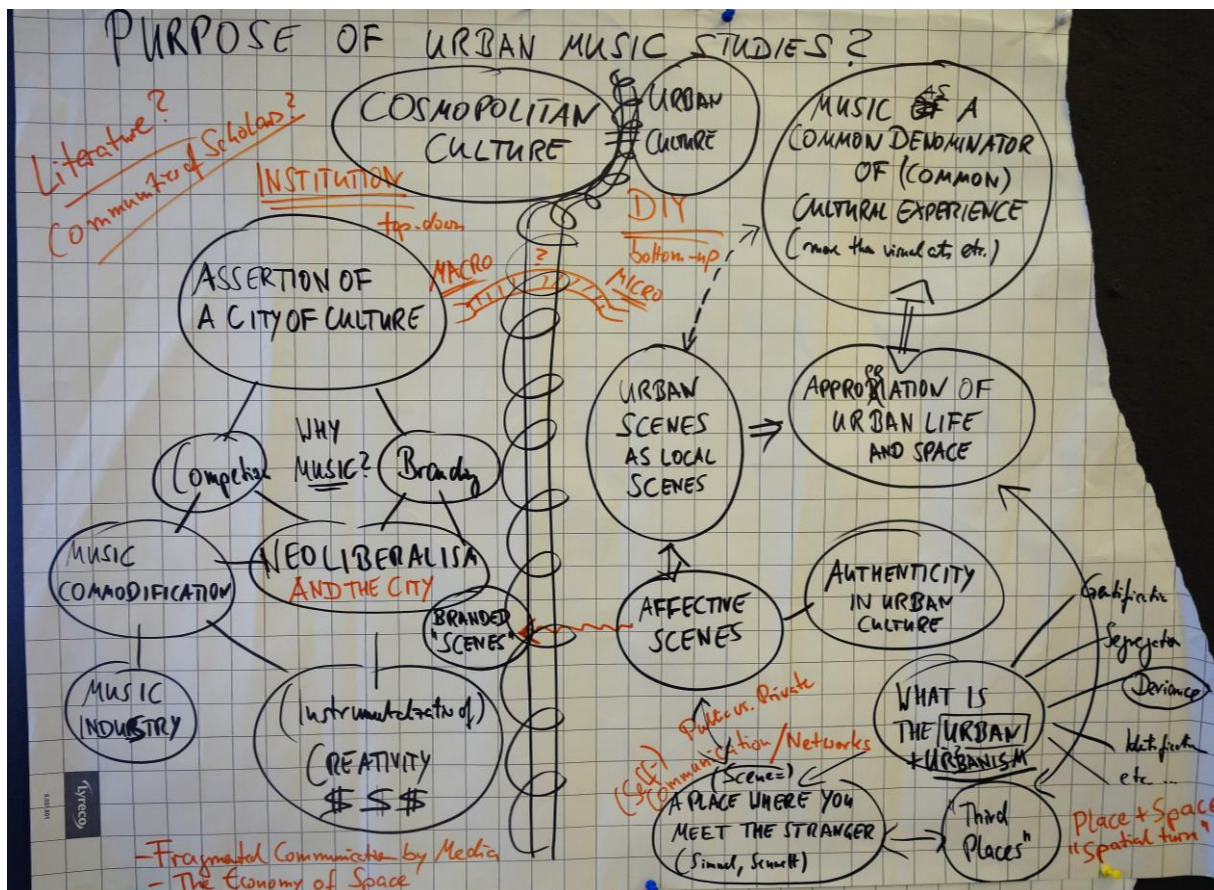 PURPOSE OF URBAN MUSIC STUDIES?
Literature?
Communities of Scholars?
COSMOPOLITAN
CULTURE
URBAN
CULTURE
MUSIC AS A
COMMON DENOMINATOR
OF (COMMON)
CULTURAL EXPERIENCE
(more than visual arts etc.)
INSTITUTION
top-down
DIY
bottom-up
MACRO
?
MICRO
ASSERTION OF
A CITY OF CULTURE
WHY
MUSIC?
Competition
Branding
MUSIC
COMMODIFICATION
NEOLIBERALISM
AND THE CITY
BRANDED
"SCENES"
MUSIC
INDUSTRY
(Instrumentalization of)
CREATIVITY
$ $ $
- Fragmental Communication by Media
- The Economy of Space
URBAN
SCENES
AS LOCAL
SCENES
APPROPRIATION OF
URBAN LIFE
AND SPACE
AFFECTIVE
SCENES
AUTHENTICITY
IN URBAN
CULTURE
WHAT IS
THE URBAN
+URBANISM
?
Gentrification
Segregation
Deviance
Identification
etc ...
Public vs. Private
(Self-)
Communication/Networks
(Scene=)
A PLACE WHERE YOU
MEET THE STRANGER
(Simmel, Sennett)
"Third
Places"
Place + Space
"Spatial turn"
lyreco